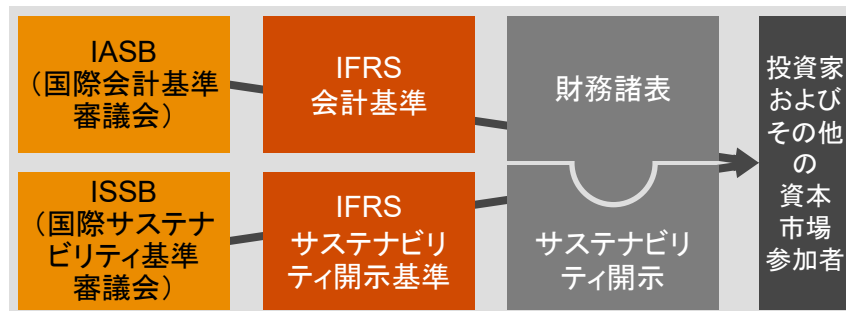 IASB
（国際会計基準
審議会）
IFRS
会計基準
財務諸表
ISSB
（国際サステナ
ビリティ基準
審議会）
IFRS
サステナビリ
ティ開示基準
サステナビリ
ティ開示
投資家
および
その他
の
資本
市場
参加者